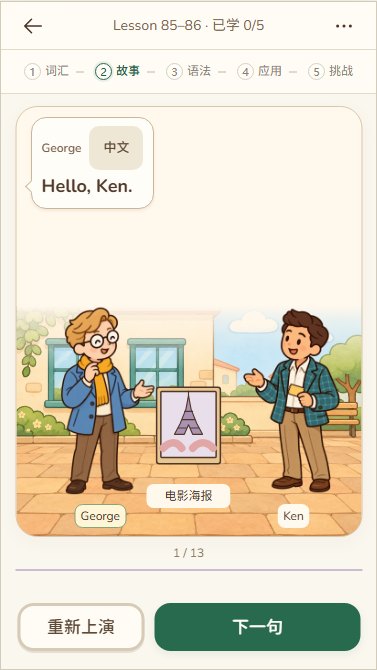 Lesson 85–86 · 已学 0/5
1 词汇 – 2 故事 – 3 语法 – 4 应用 – 5 挑战
George 中文
Hello, Ken.
电影海报
George Ken
1 / 13
重新上演 下一句